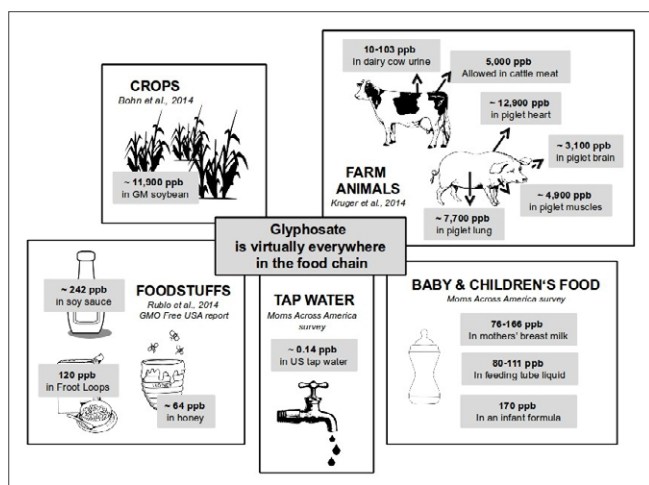 CROPS
Bohn et al., 2014
~ 11,900 ppb
in GM soybean
10-103 ppb
In dairy cow urine
5,000 ppb
Allowed in cattle meat
~ 12,900 ppb
in piglet heart
~ 3,100 ppb
in piglet brain
FARM
ANIMALS
Kruger et al., 2014
~ 4,900 ppb
in piglet muscles
~ 7,700 ppb
in piglet lung
Glyphosate
is virtually everywhere
in the food chain
~ 242 ppb
in soy sauce
FOODSTUFFS
Rubio et al., 2014
GMO Free USA report
120 ppb
in Froot Loops
~ 64 ppb
in honey
TAP WATER
Moms Across America
survey
~ 0.14 ppb
in US tap water
BABY & CHILDREN'S FOOD
Moms Across America survey
76-166 ppb
In mothers' breast milk
80-111 ppb
In feeding tube liquid
170 ppb
In an infant formula